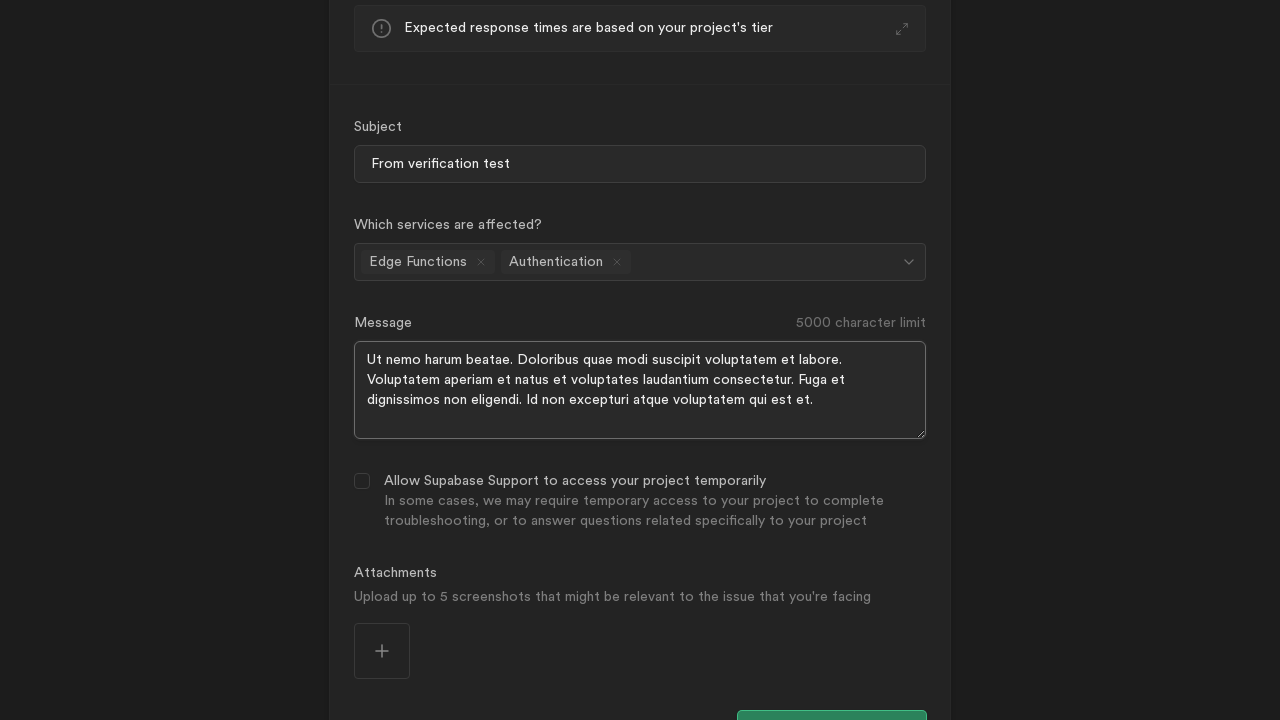 Expected response times are based on your project's tier
Subject
From verification test
Which services are affected?
Edge Functions
Authentication
Message
5000 character limit
Ut nemo harum beatae. Doloribus quae modi suscipit voluptatem et labore.
Voluptatem aperiam et natus et voluptates laudantium consectetur. Fuga et
dignissimos non eligendi. Id non excepturi atque voluptatem qui est et.
Allow Supabase Support to access your project temporarily
In some cases, we may require temporary access to your project to complete
troubleshooting, or to answer questions related specifically to your project
Attachments
Upload up to 5 screenshots that might be relevant to the issue that you're facing